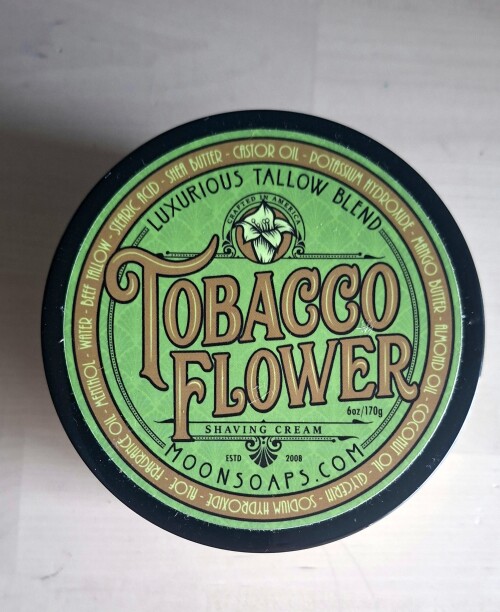 WATER - BEEF TALLOW - STEARIC ACID - SHEA BUTTER - CASTOR OIL - POTASSIUM HYDROXIDE - MANGO BUTTER - ALMOND OIL - COCONUT OIL - GLYCERIN - SODIUM HYDROXIDE - ALOE - FRAGRANCE OIL - MENTHOL -
LUXURIOUS TALLOW BLEND
CRAFTED IN AMERICA
TOBACCO
FLOWER
6oz/170g
SHAVING CREAM
ESTD 2008
MOONSOAPS.COM